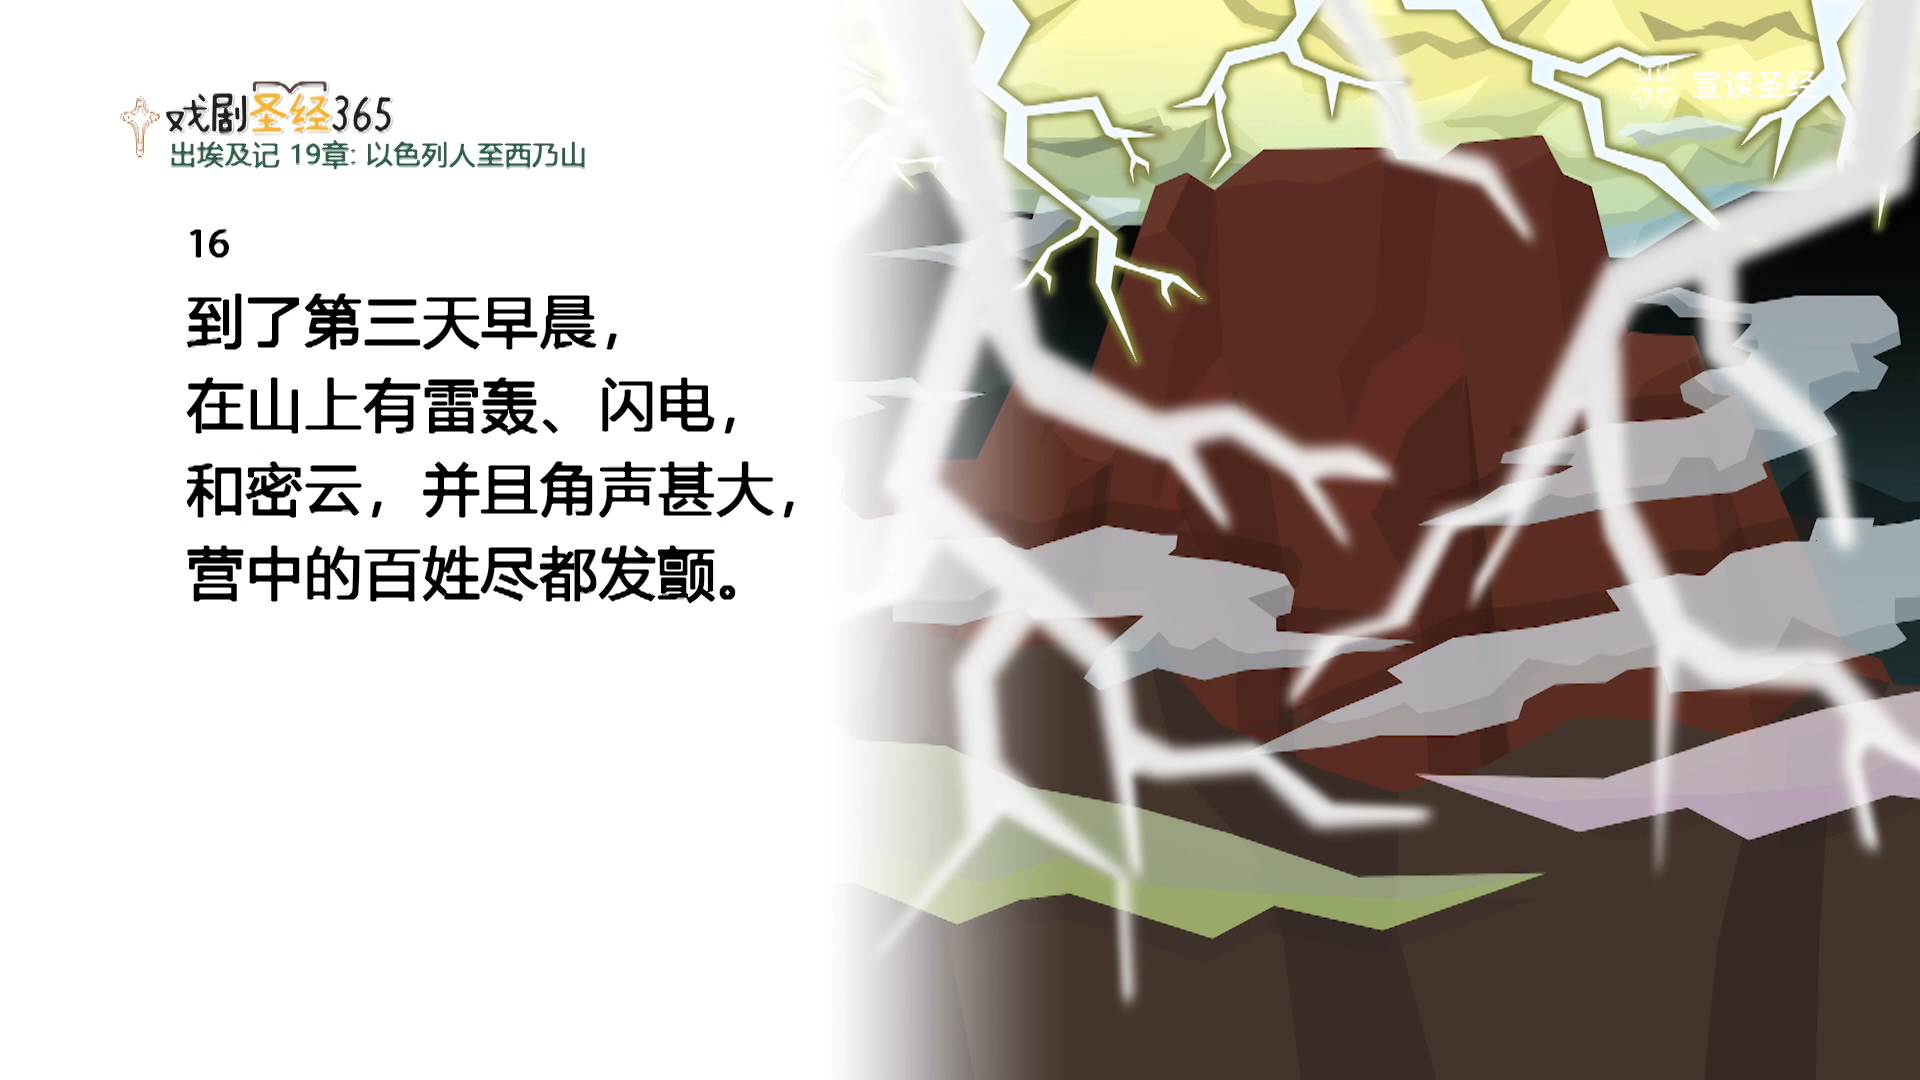 戏剧圣经365
出埃及记 19章: 以色列人至西乃山
宣读圣经
16
到了第三天早晨，
在山上有雷轰、闪电，
和密云，并且角声甚大，
营中的百姓尽都发颤。